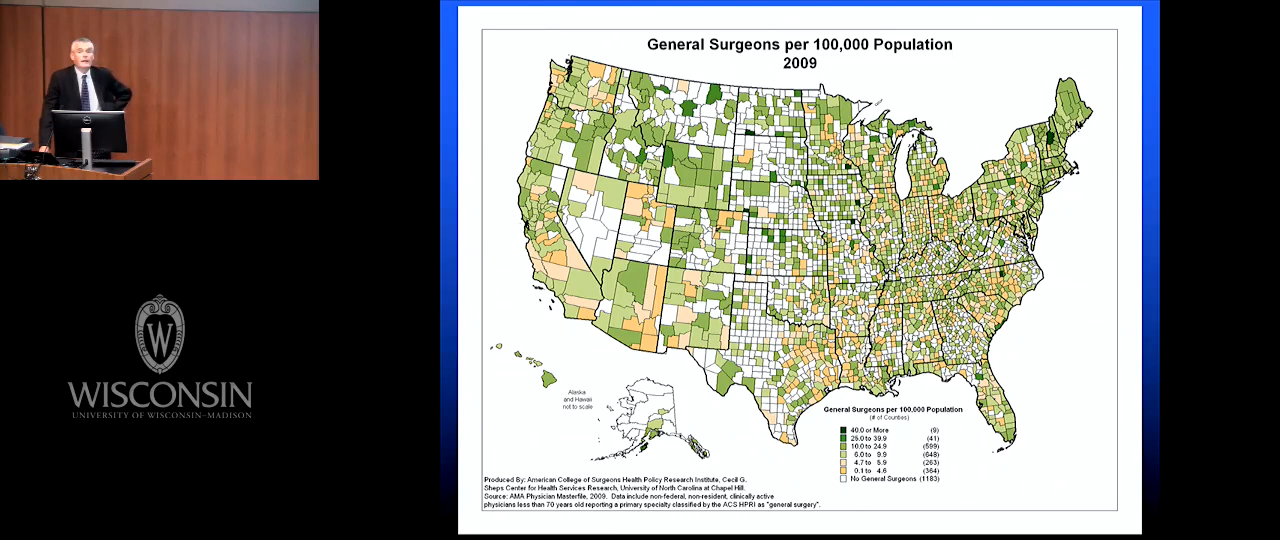 General Surgeons per 100,000 Population
2009
W
WISCONSIN
UNIVERSITY OF WISCONSIN–MADISON
Alaska
and Hawaii
not to scale
General Surgeons per 100,000 Population
(# of Counties)
40.0 or More (9)
25.0 to 39.9 (41)
10.0 to 24.9 (599)
6.0 to 9.9 (648)
4.7 to 5.9 (263)
0.1 to 4.6 (364)
No General Surgeons (1183)
Produced By: American College of Surgeons Health Policy Research Institute, Cecil G.
Sheps Center for Health Services Research, University of North Carolina at Chapel Hill.
Source: AMA Physician Masterfile, 2009. Data include non-federal, non-resident, clinically active
physicians less than 70 years old reporting a primary specialty classified by the ACS HPRI as "general surgery".